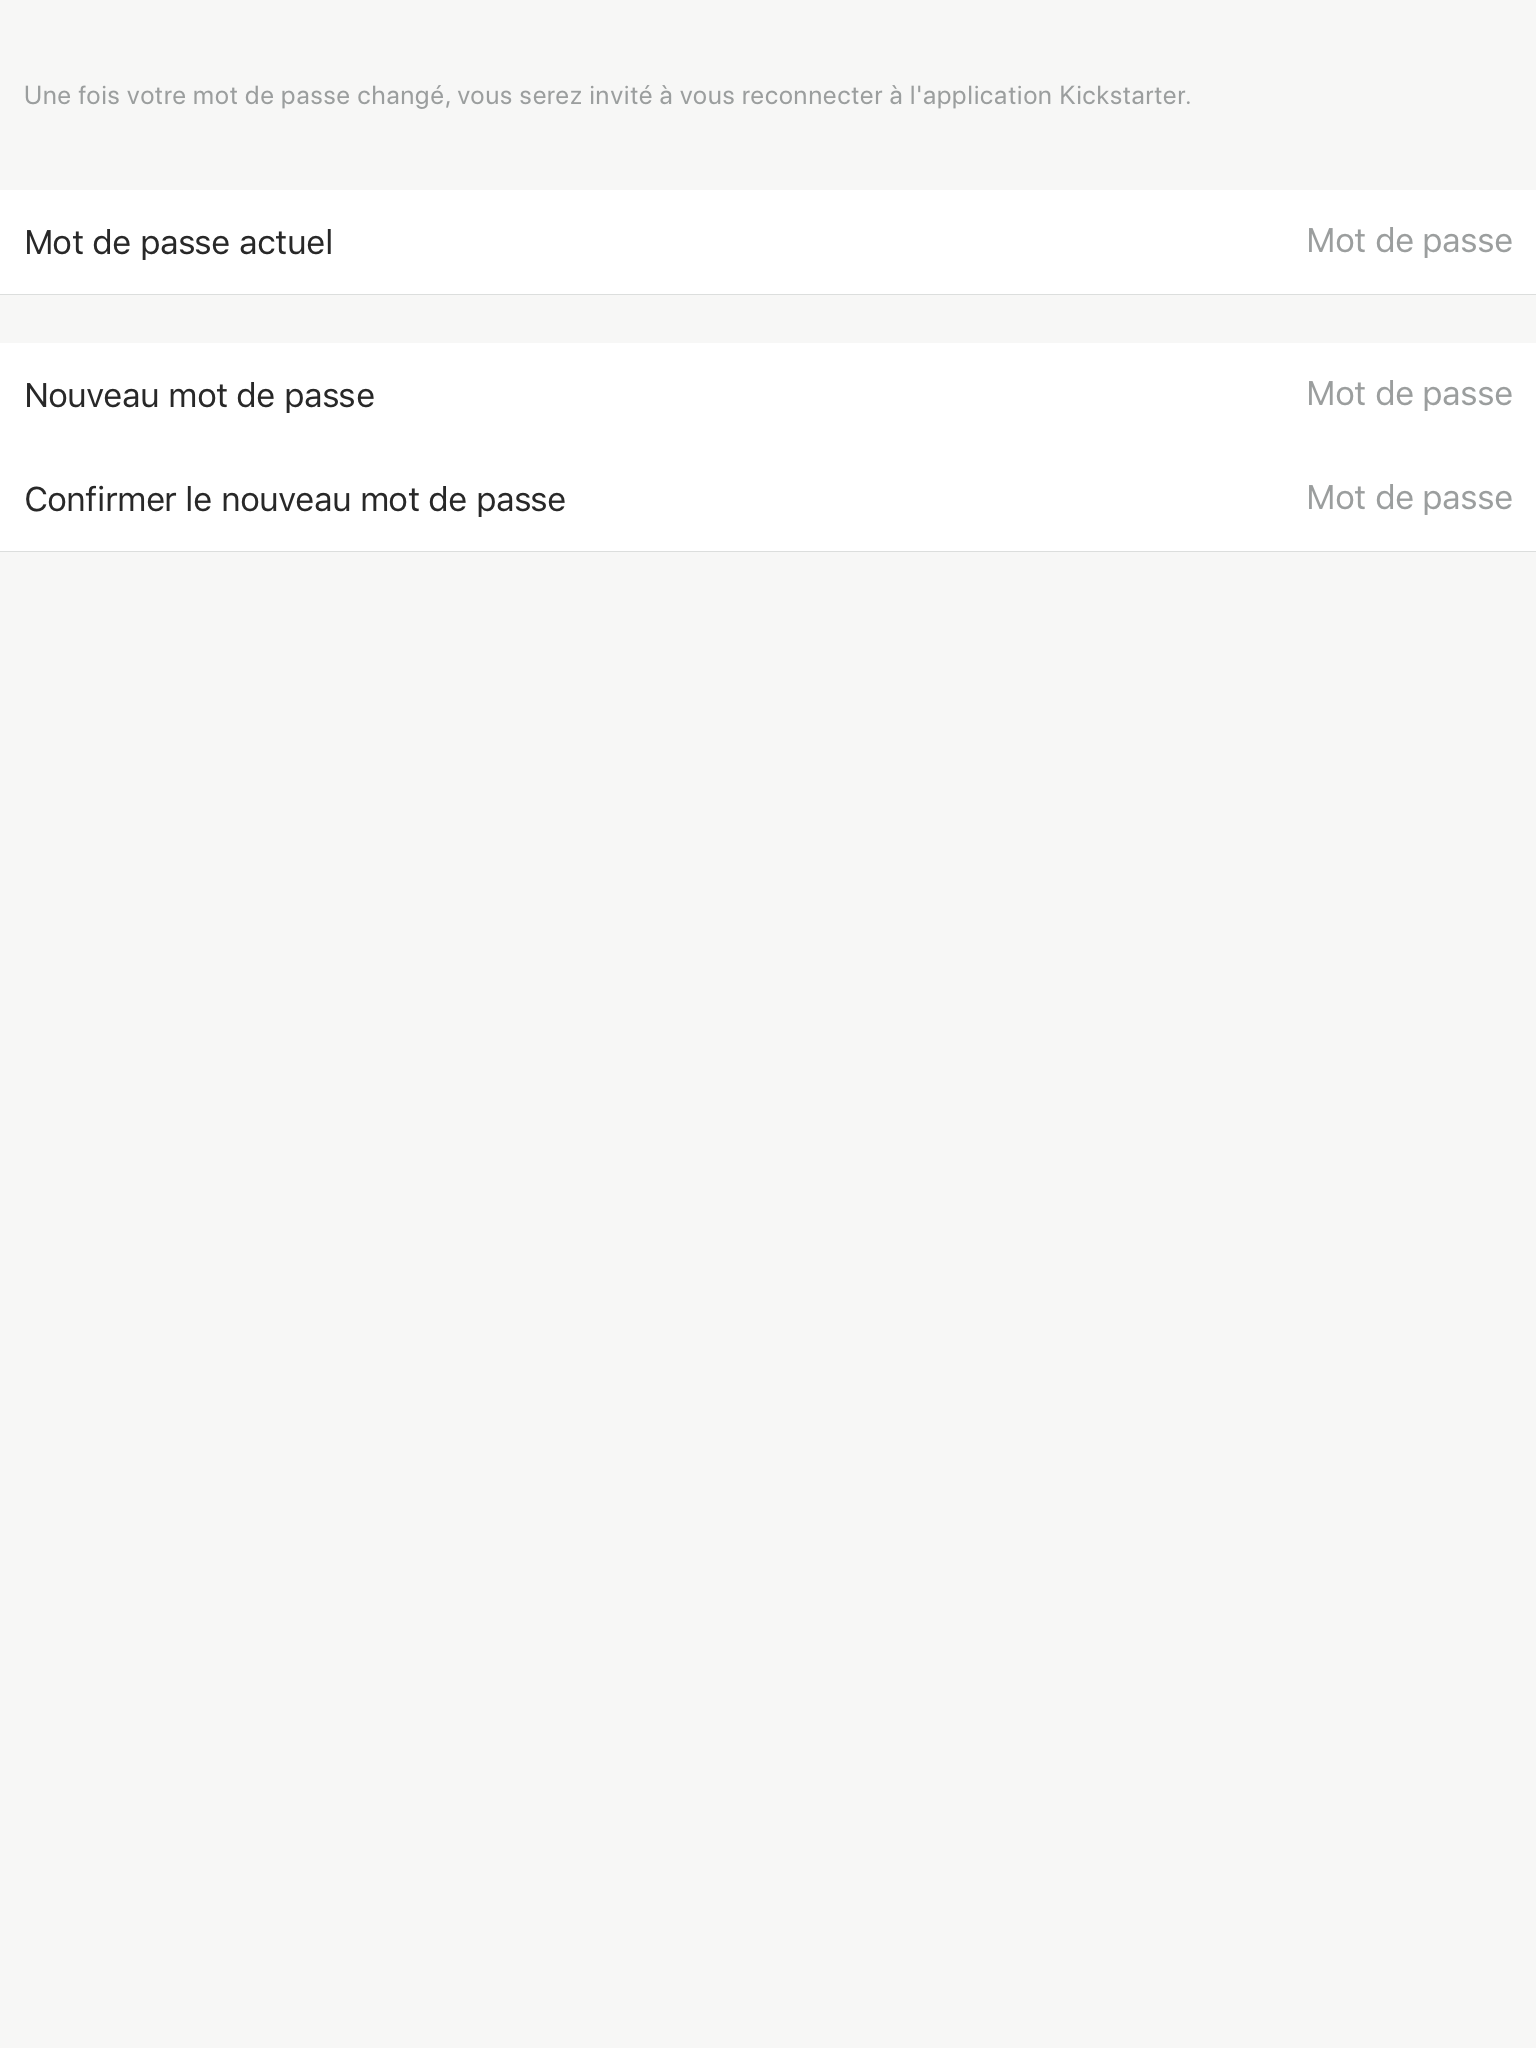 Une fois votre mot de passe changé, vous serez invité à vous reconnecter à l'application Kickstarter.
Mot de passe actuel Mot de passe
Nouveau mot de passe Mot de passe
Confirmer le nouveau mot de passe Mot de passe